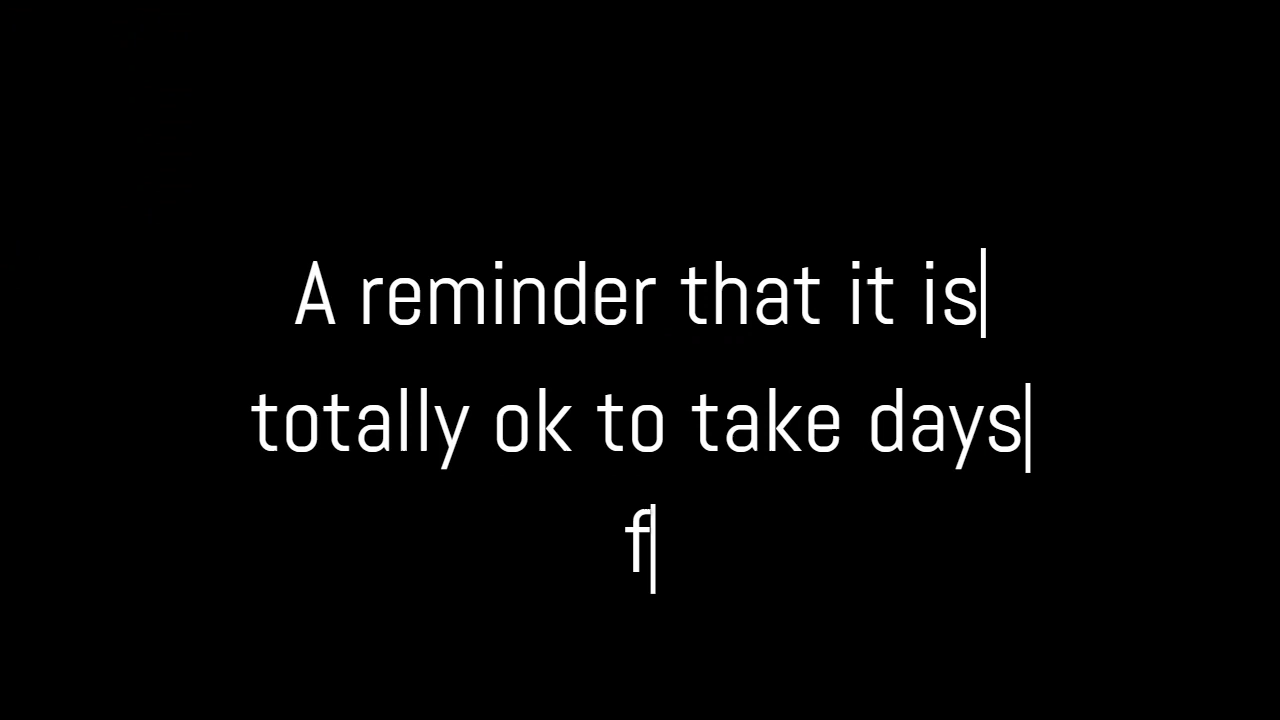 A reminder that it is
totally ok to take days
f